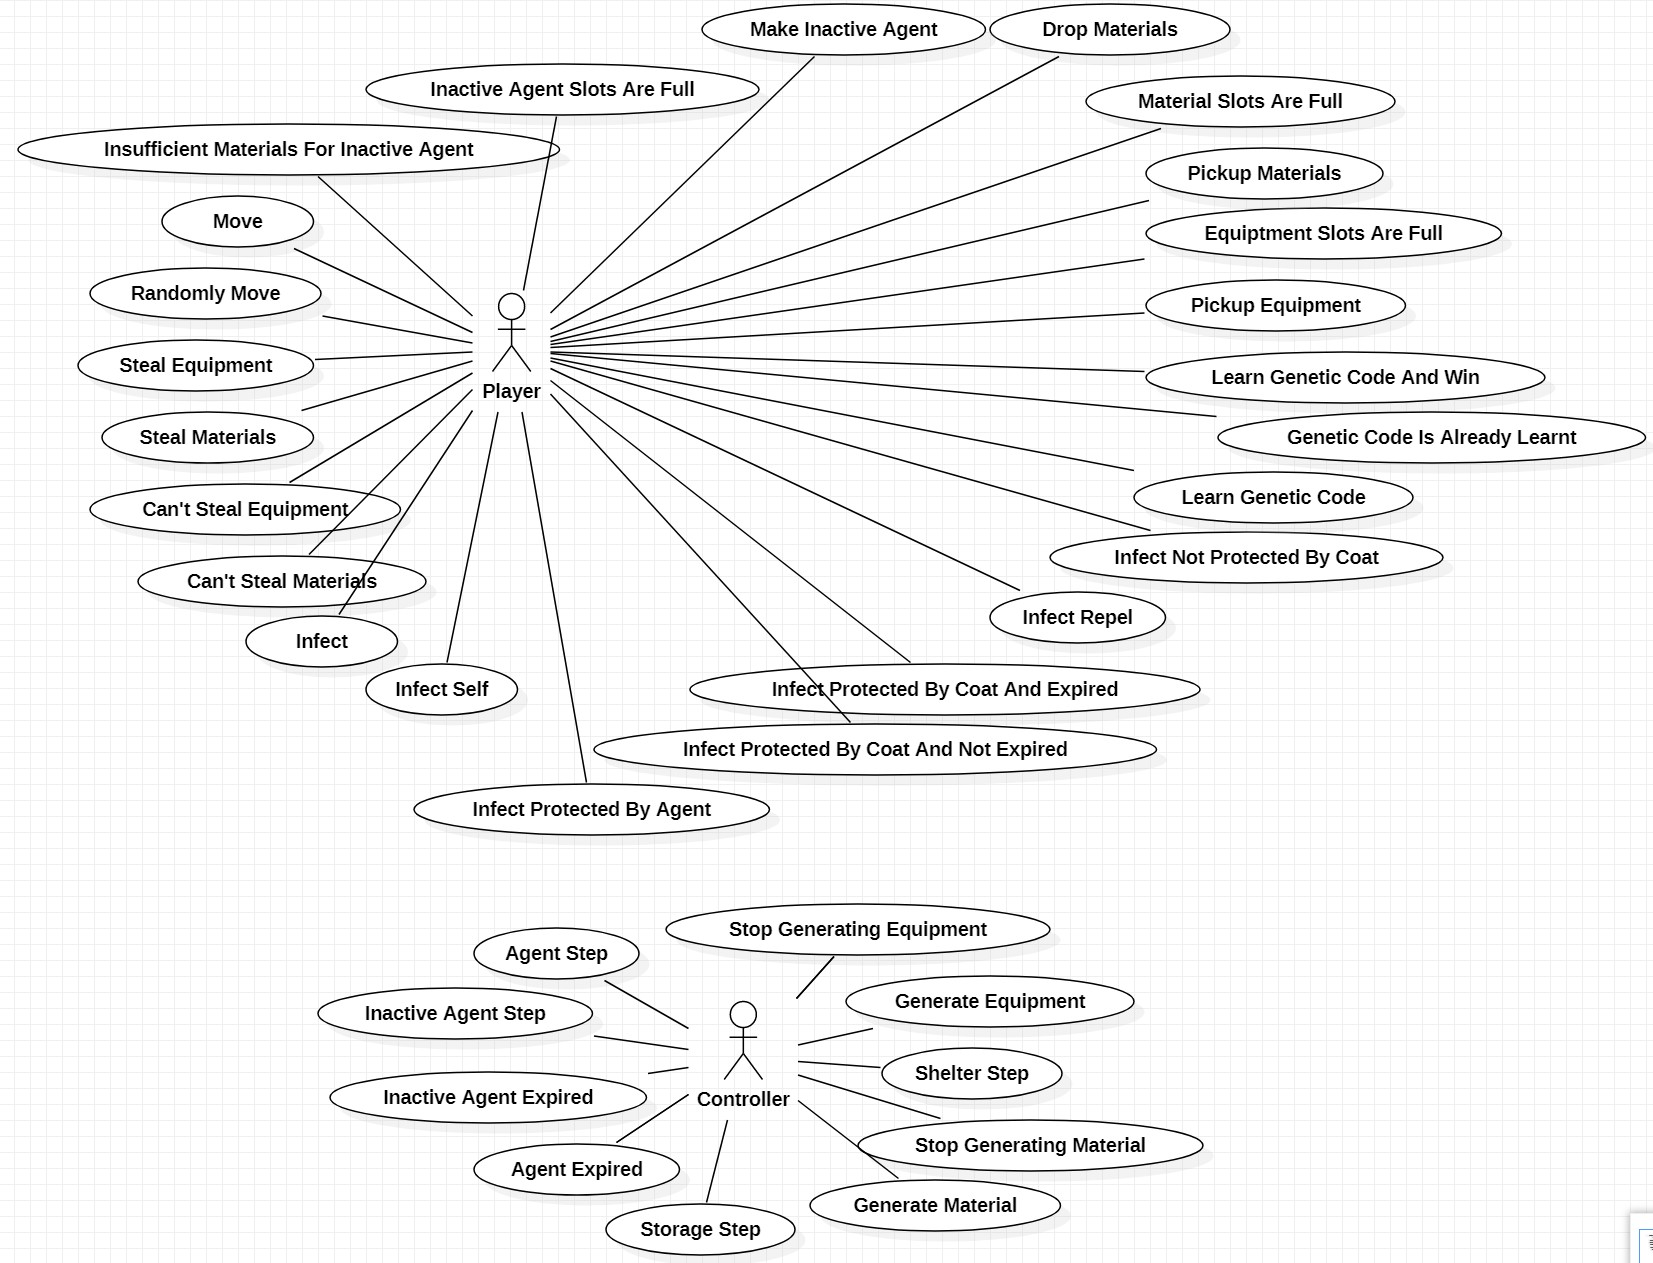 Make Inactive Agent
Drop Materials
Inactive Agent Slots Are Full
Material Slots Are Full
Insufficient Materials For Inactive Agent
Pickup Materials
Move
Equiptment Slots Are Full
Randomly Move
Pickup Equipment
Steal Equipment
Learn Genetic Code And Win
Player
Steal Materials
Genetic Code Is Already Learnt
Can't Steal Equipment
Learn Genetic Code
Infect Not Protected By Coat
Can't Steal Materials
Infect Repel
Infect
Infect Self
Infect Protected By Coat And Expired
Infect Protected By Coat And Not Expired
Infect Protected By Agent
Stop Generating Equipment
Agent Step
Generate Equipment
Inactive Agent Step
Shelter Step
Inactive Agent Expired
Controller
Stop Generating Material
Agent Expired
Generate Material
Storage Step